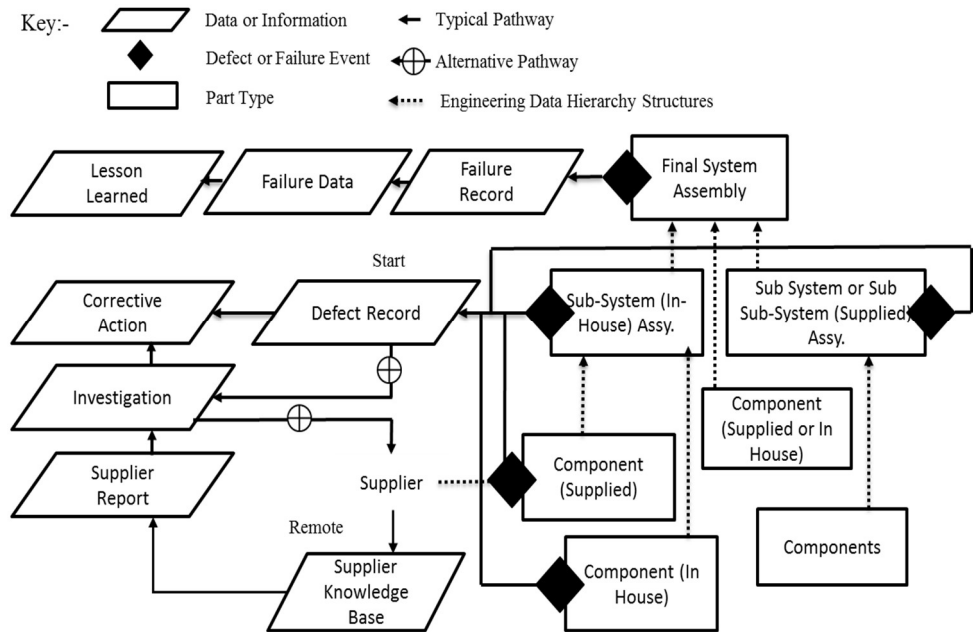 Key:-
Data or Information
Typical Pathway
Defect or Failure Event
Alternative Pathway
Part Type
Engineering Data Hierarchy Structures
Lesson
Learned
Failure Data
Failure
Record
Final System
Assembly
Start
Corrective
Action
Defect Record
Sub-System (In-
House) Assy.
Sub System or Sub
Sub-System (Supplied)
Assy.
Investigation
Component
(Supplied or In
House)
Supplier
Report
Supplier
Component
(Supplied)
Remote
Supplier
Knowledge
Base
Component (In
House)
Components